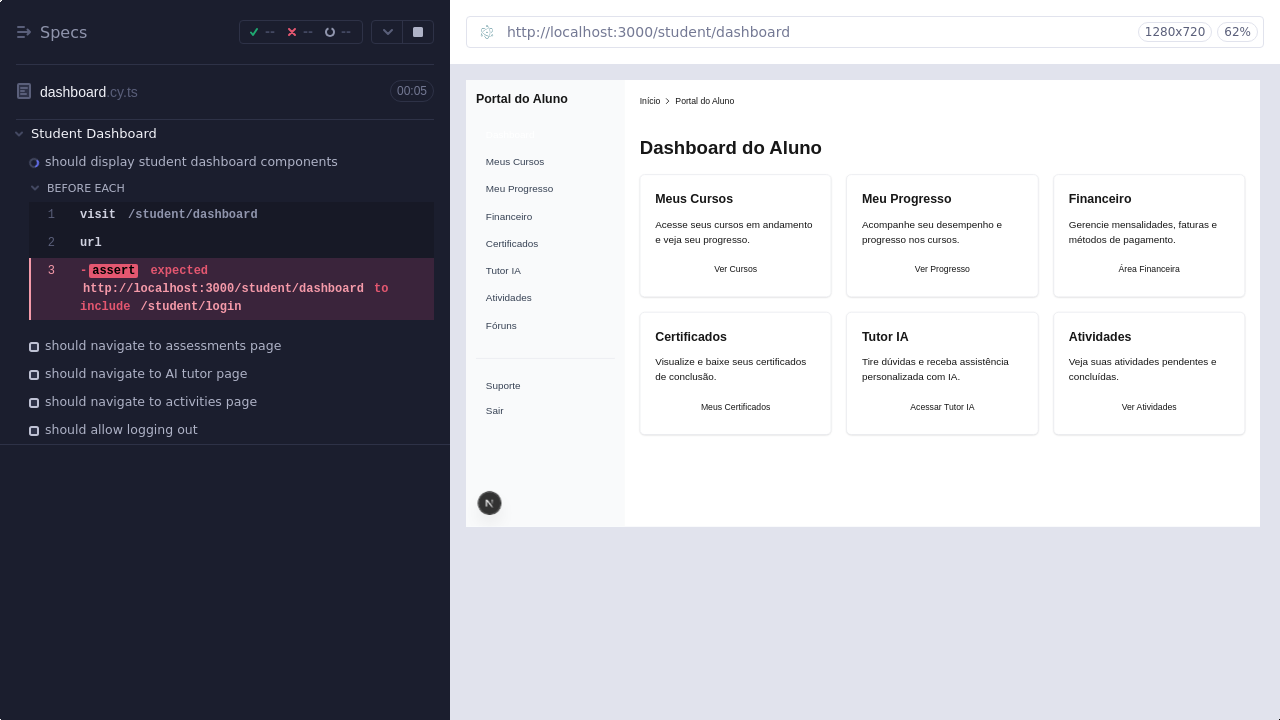 Specs
--
--
--
http://localhost:3000/student/dashboard
1280x720
62%
dashboard.cy.ts
00:05
Student Dashboard
should display student dashboard components
BEFORE EACH
1 visit /student/dashboard
2 url
3 -assert expected
http://localhost:3000/student/dashboard to
include /student/login
should navigate to assessments page
should navigate to AI tutor page
should navigate to activities page
should allow logging out
Portal do Aluno
Meus Cursos
Meu Progresso
Financeiro
Certificados
Tutor IA
Atividades
Fóruns
Suporte
Sair
N
Início > Portal do Aluno
Dashboard do Aluno
Meus Cursos
Acesse seus cursos em andamento
e veja seu progresso.
Ver Cursos
Meu Progresso
Acompanhe seu desempenho e
progresso nos cursos.
Ver Progresso
Financeiro
Gerencie mensalidades, faturas e
métodos de pagamento.
Área Financeira
Certificados
Visualize e baixe seus certificados
de conclusão.
Meus Certificados
Tutor IA
Tire dúvidas e receba assistência
personalizada com IA.
Acessar Tutor IA
Atividades
Veja suas atividades pendentes e
concluídas.
Ver Atividades